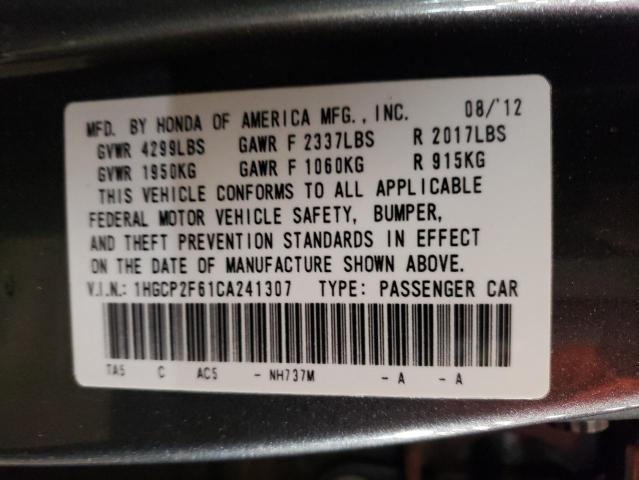 MFD. BY HONDA OF AMERICA MFG., INC. 08/'12
GVWR 4299LBS GAWR F 2337LBS R 2017LBS
GVWR 1950KG GAWR F 1060KG R 915KG
THIS VEHICLE CONFORMS TO ALL APPLICABLE
FEDERAL MOTOR VEHICLE SAFETY, BUMPER,
AND THEFT PREVENTION STANDARDS IN EFFECT
ON THE DATE OF MANUFACTURE SHOWN ABOVE.
V.I.N.: 1HGCP2F61CA241307 TYPE: PASSENGER CAR
TA5 C AC5 - NH737M - A - A